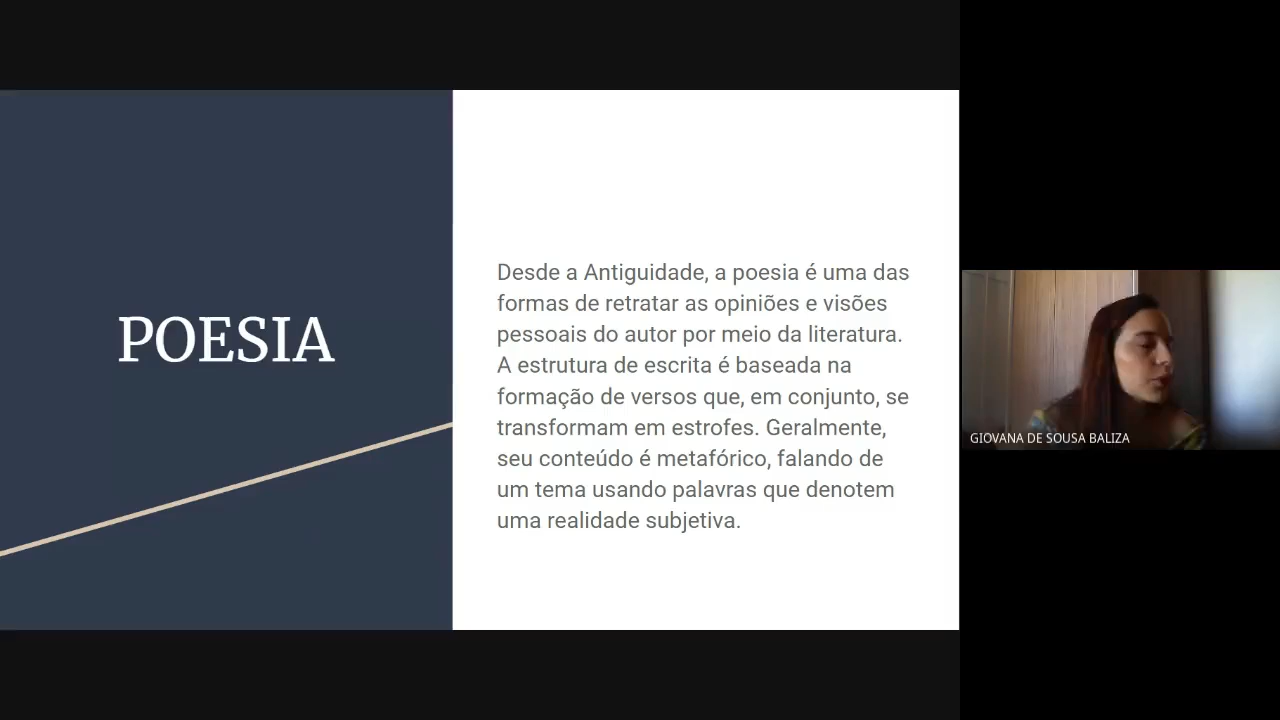 POESIA
Desde a Antiguidade, a poesia é uma das
formas de retratar as opiniões e visões
pessoais do autor por meio da literatura.
A estrutura de escrita é baseada na
formação de versos que, em conjunto, se
transformam em estrofes. Geralmente,
seu conteúdo é metafórico, falando de
um tema usando palavras que denotem
uma realidade subjetiva.
GIOVANA DE SOUSA BALIZA